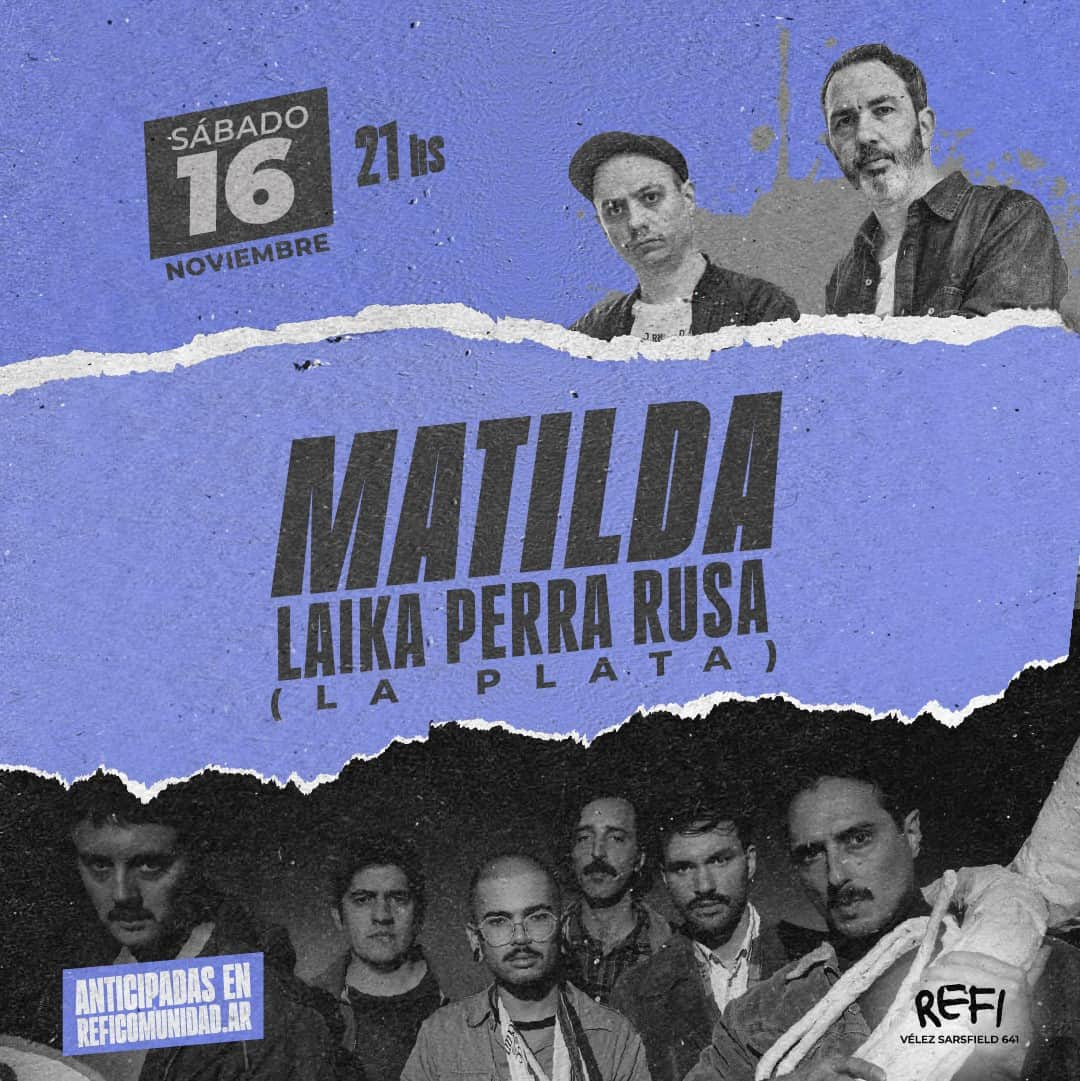 SÁBADO
16
NOVIEMBRE
21 HS
MATILDA
LAIKA PERRA RUSA
(LA PLATA)
ANTICIPADAS EN
REFICOMUNIDAD.AR
REFI
VÉLEZ SARSFIELD 641